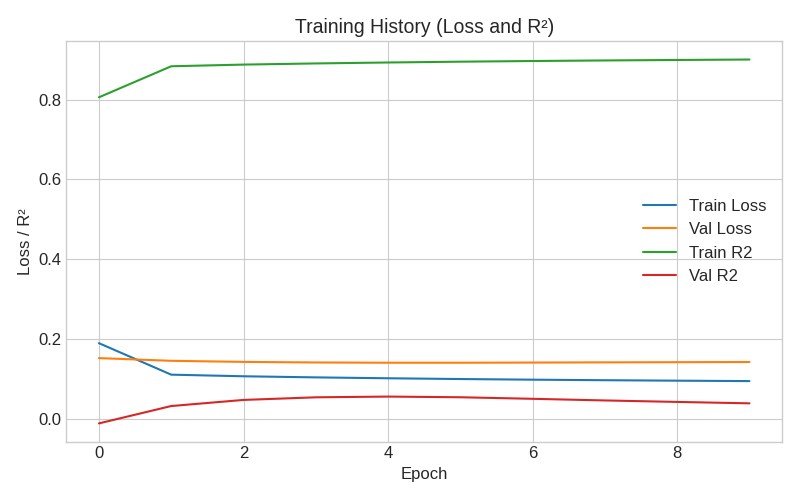 Training History (Loss and R²)
Loss / R²
0.8
0.6
0.4
0.2
0.0
Train Loss
Val Loss
Train R2
Val R2
0 2 4 6 8
Epoch